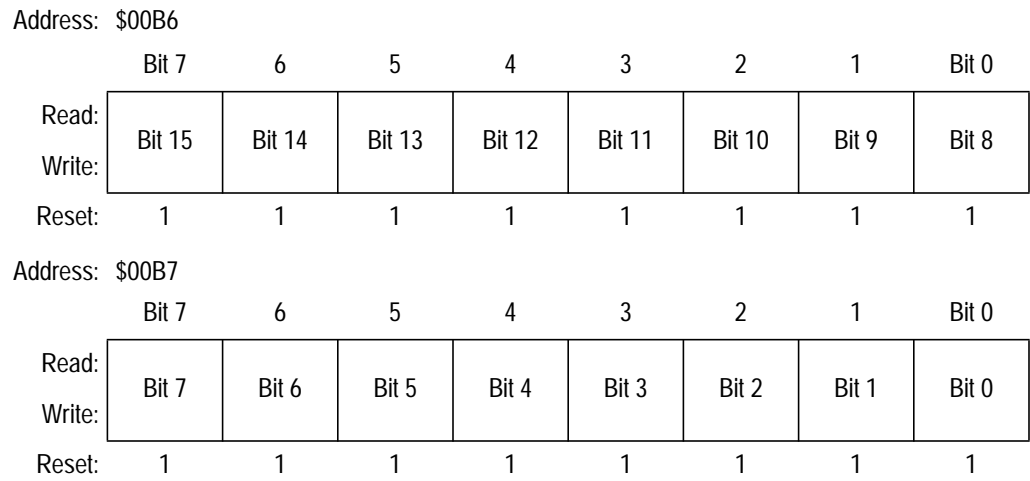 Address: $00B6
Bit 7 6 5 4 3 2 1 Bit 0
Read:
Bit 15 Bit 14 Bit 13 Bit 12 Bit 11 Bit 10 Bit 9 Bit 8
Write:
Reset: 1 1 1 1 1 1 1 1
Address: $00B7
Bit 7 6 5 4 3 2 1 Bit 0
Read:
Bit 7 Bit 6 Bit 5 Bit 4 Bit 3 Bit 2 Bit 1 Bit 0
Write:
Reset: 1 1 1 1 1 1 1 1